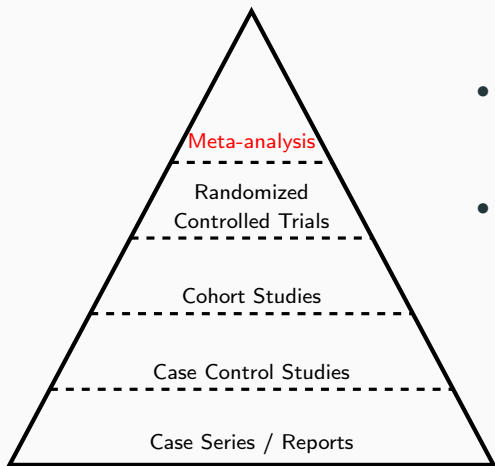 Meta-analysis
Randomized
Controlled Trials
Cohort Studies
Case Control Studies
Case Series / Reports